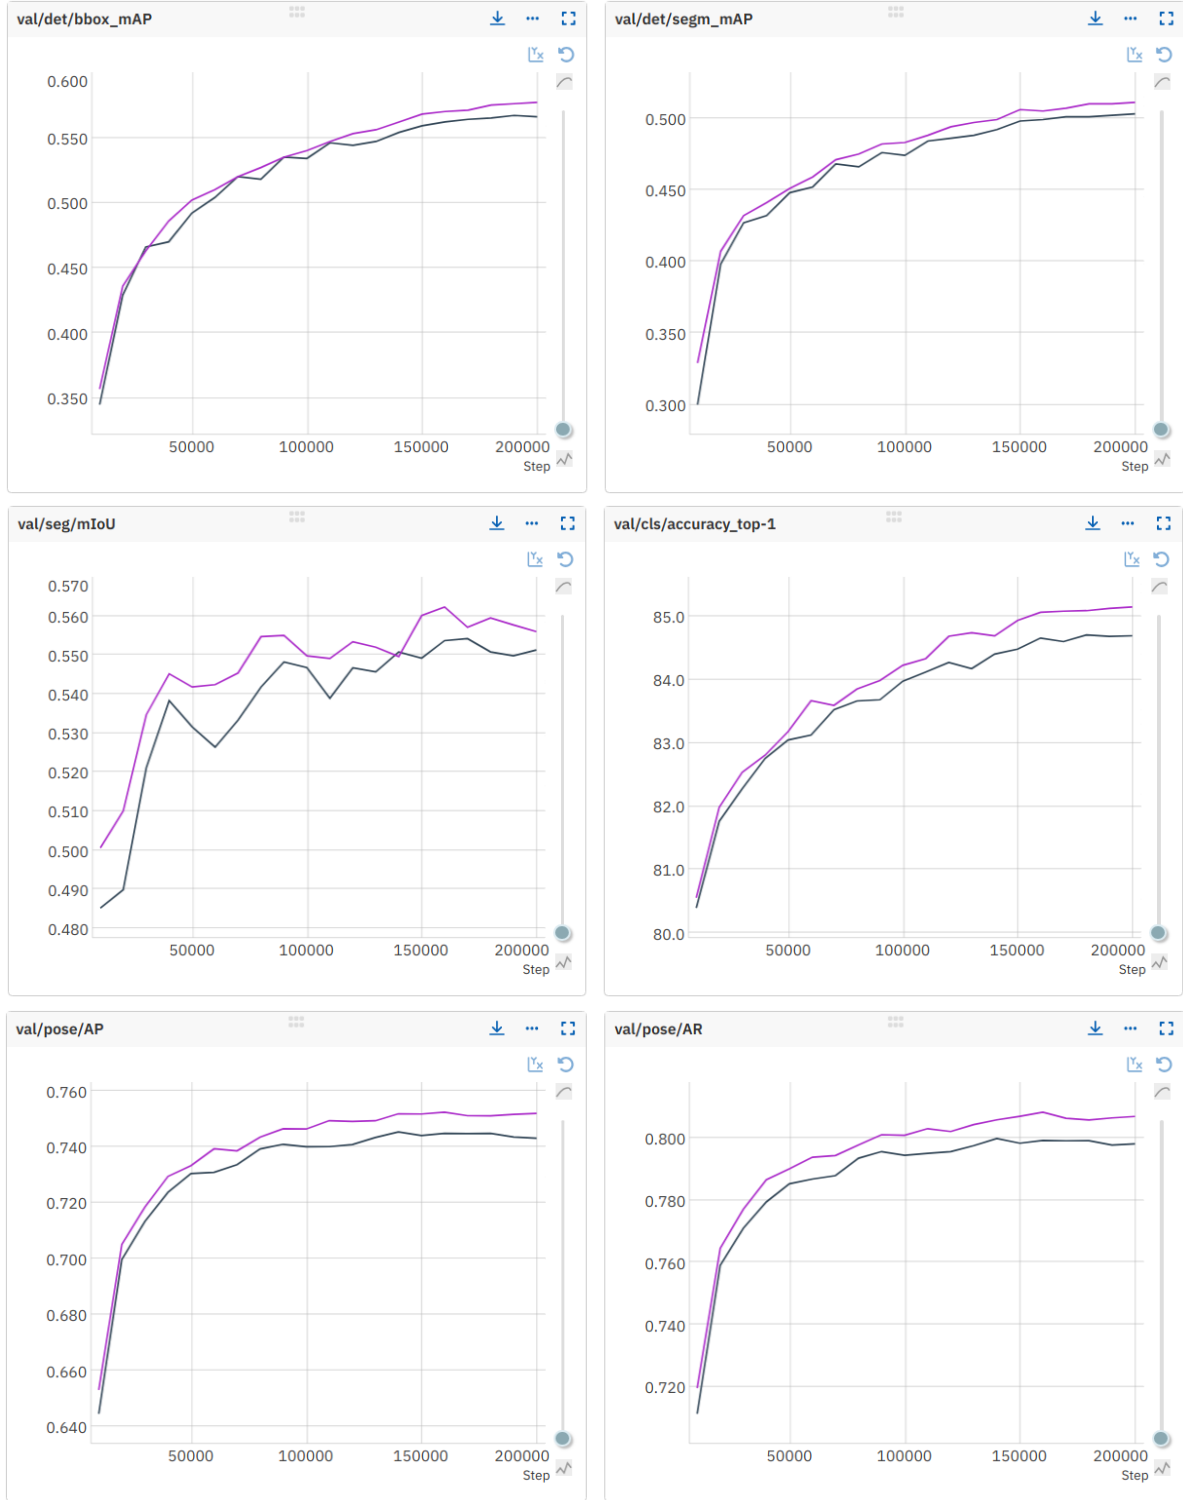 val/det/bbox_mAP
0.600
0.550
0.500
0.450
0.400
0.350
50000 100000 150000 200000
Step
val/det/segm_mAP
0.500
0.450
0.400
0.350
0.300
50000 100000 150000 200000
Step
val/seg/mIoU
0.570
0.560
0.550
0.540
0.530
0.520
0.510
0.500
0.490
0.480
50000 100000 150000 200000
Step
val/cls/accuracy_top-1
85.0
84.0
83.0
82.0
81.0
80.0
50000 100000 150000 200000
Step
val/pose/AP
0.760
0.740
0.720
0.700
0.680
0.660
0.640
50000 100000 150000 200000
Step
val/pose/AR
0.800
0.780
0.760
0.740
0.720
50000 100000 150000 200000
Step